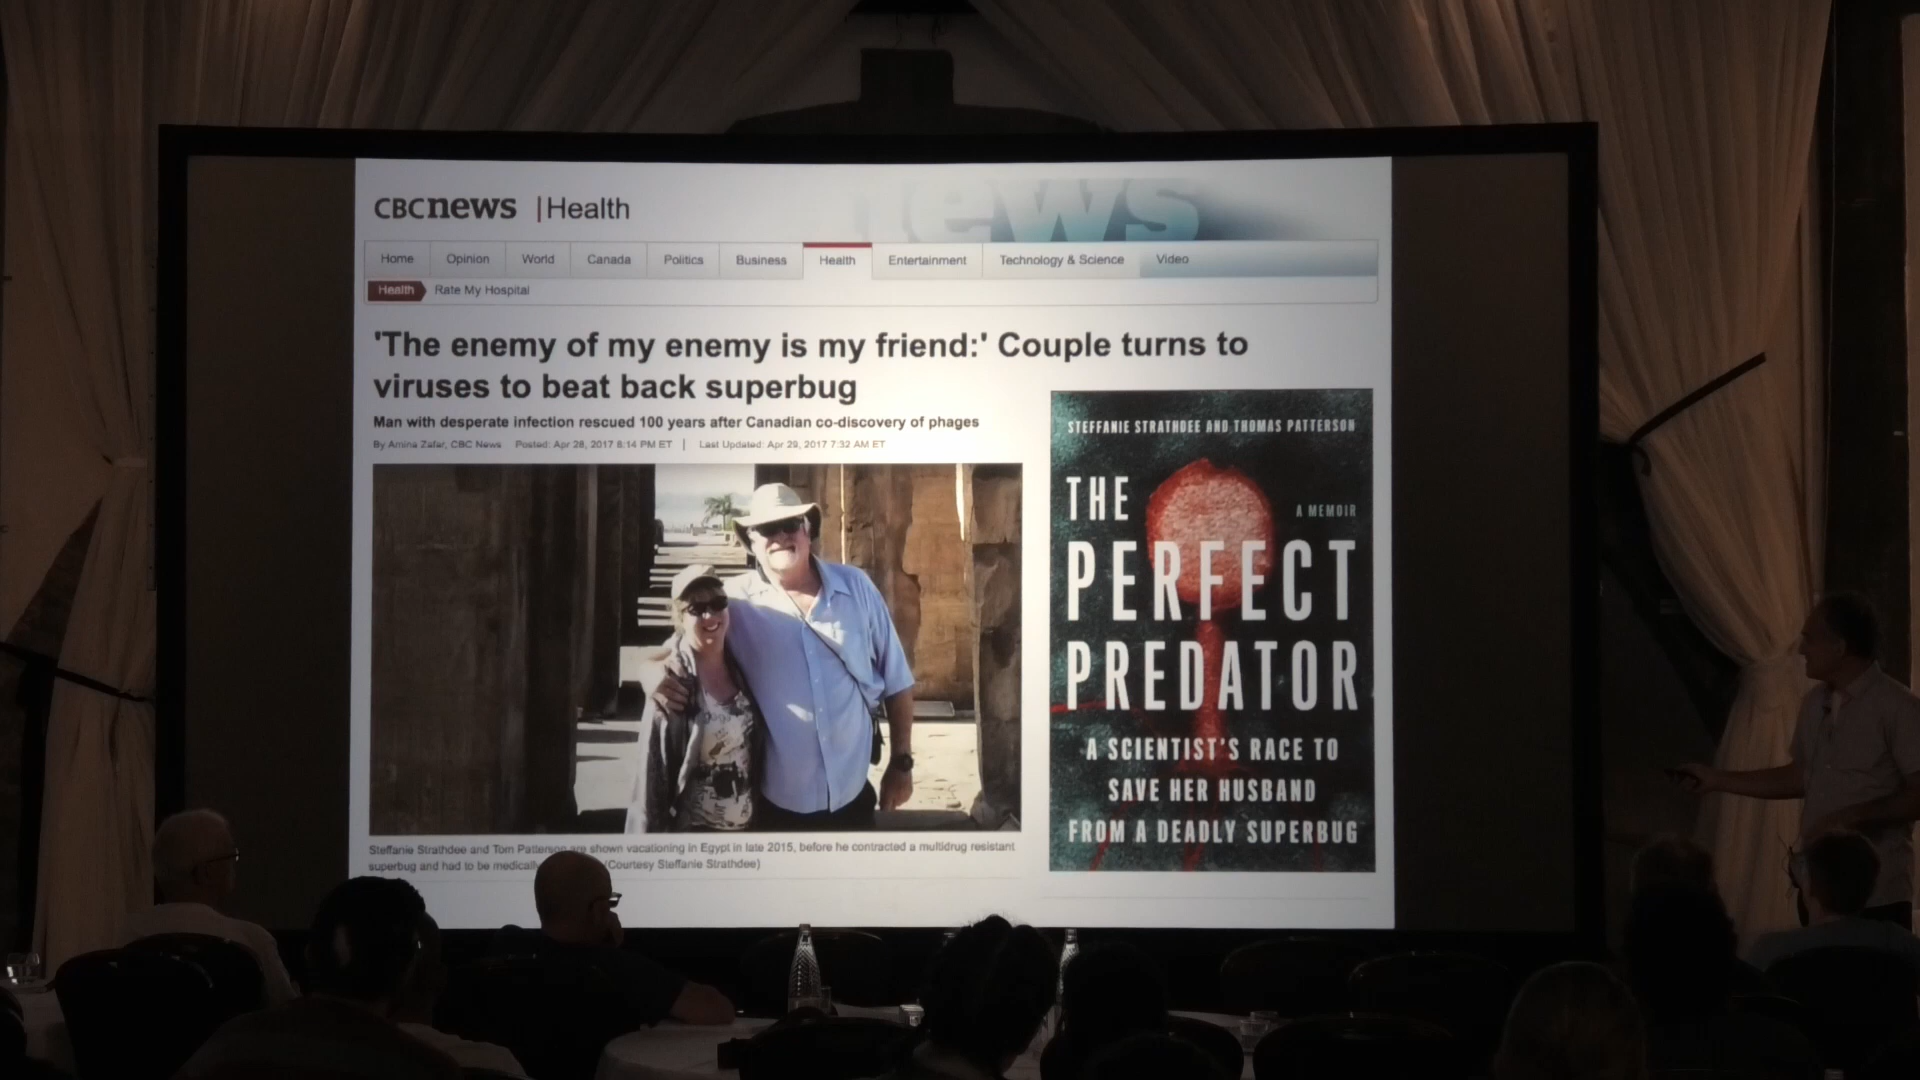 CBCnews | Health
ews
Home Opinion World Canada Politics Business Health Entertainment Technology & Science Video
Health Rate My Hospital
'The enemy of my enemy is my friend:' Couple turns to
viruses to beat back superbug
Man with desperate infection rescued 100 years after Canadian co-discovery of phages
By Amina Zafar, CBC News Posted: Apr 28, 2017 8:14 PM ET | Last Updated: Apr 29, 2017 7:32 AM ET
Steffanie Strathdee and Tom Patterson are shown vacationing in Egypt in late 2015, before he contracted a multidrug resistant
superbug and had to be medically (Courtesy Steffanie Strathdee)
STEFFANIE STRATHDEE AND THOMAS PATTERSON
THE
A MEMOIR
PERFECT
PREDATOR
A SCIENTIST'S RACE TO
SAVE HER HUSBAND
FROM A DEADLY SUPERBUG